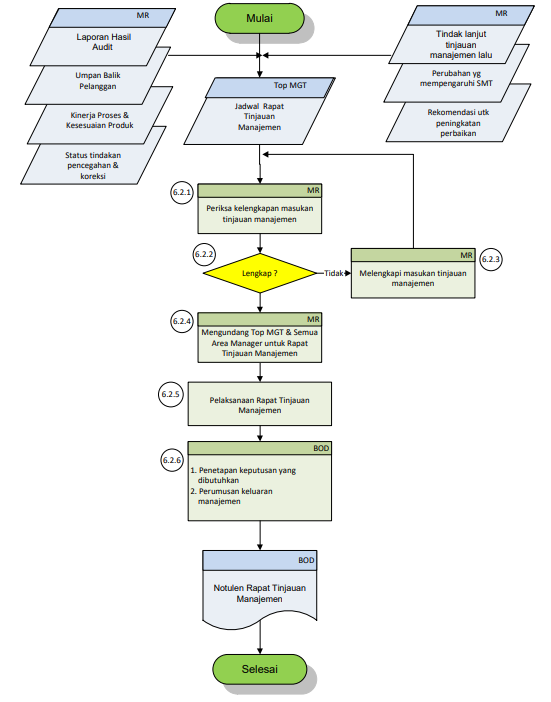 MR
Laporan Hasil
Audit
Umpan Balik
Pelanggan
Kinerja Proses &
Kesesuaian Produk
Status tindakan
pencegahan &
koreksi
Mulai
MR
Tindak lanjut
tinjauan
manajemen lalu
Perubahan yg
mempengaruhi SMT
Rekomendasi utk
peningkatan
perbaikan
Top MGT
Jadwal Rapat
Tinjauan
Manajemen
6.2.1
MR
Periksa kelengkapan masukan
tinjauan manajemen
6.2.2
Lengkap ?
Tidak
MR
Melengkapi masukan tinjauan
manajemen
6.2.3
6.2.4
MR
Mengundang Top MGT & Semua
Area Manager untuk Rapat
Tinjauan Manajemen
6.2.5
Pelaksanaan Rapat Tinjauan
Manajemen
6.2.6
BOD
1. Penetapan keputusan yang
dibutuhkan
2. Perumusan keluaran
manajemen
BOD
Notulen Rapat Tinjauan
Manajemen
Selesai